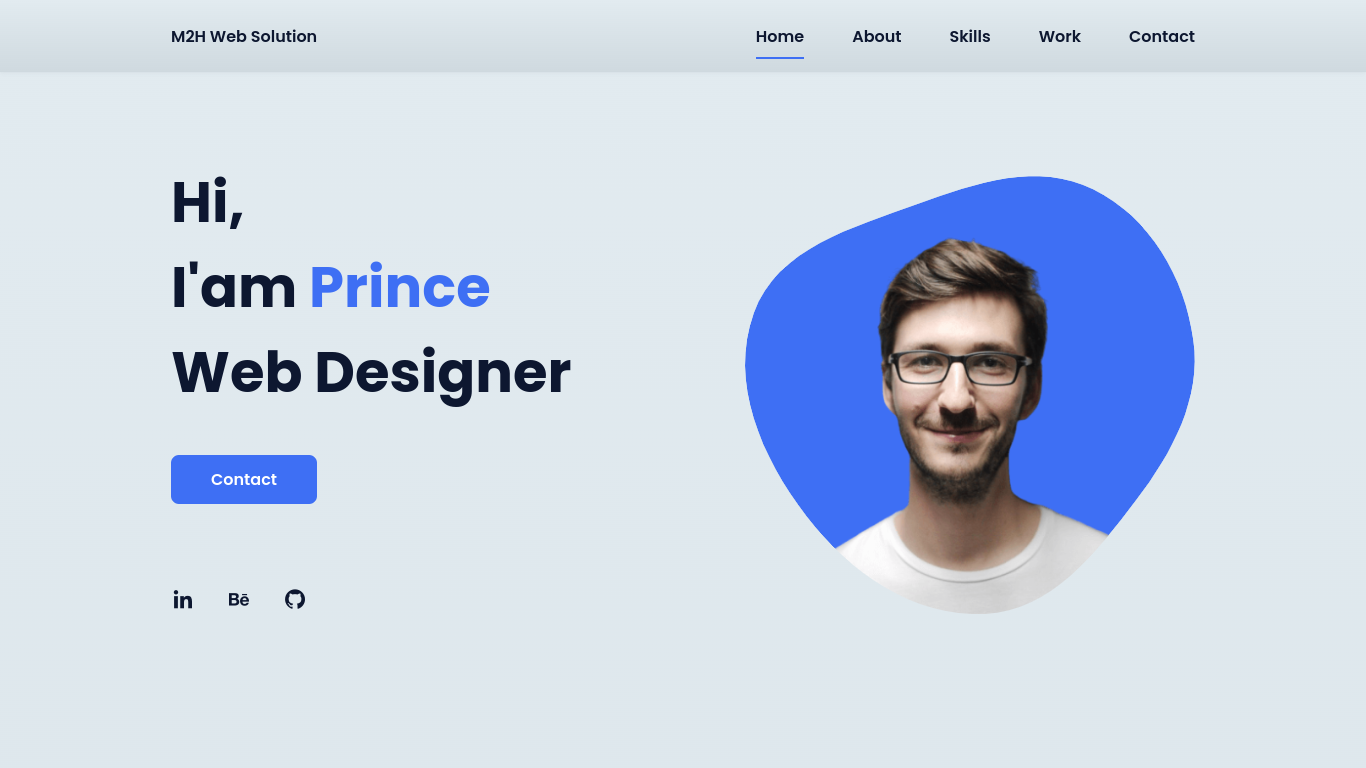 M2H Web Solution
Home About Skills Work Contact
Hi,
I'am Prince
Web Designer
Contact
in Bē